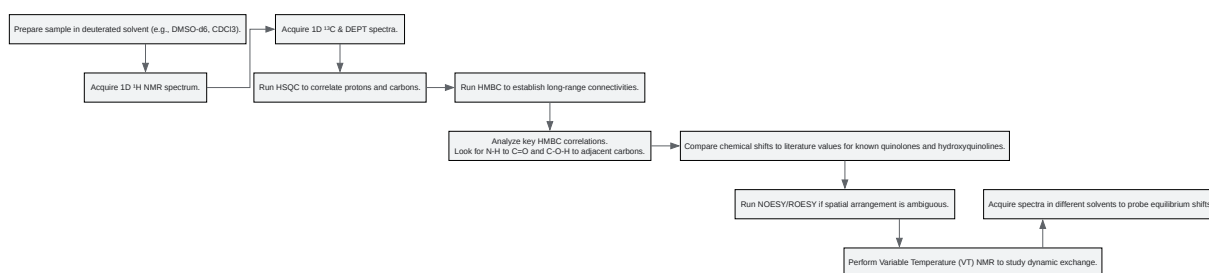 Prepare sample in deuterated solvent (e.g., DMSO-d6, CDCl3).
Acquire 1D ¹H NMR spectrum.
Acquire 1D ¹³C & DEPT spectra.
Run HSQC to correlate protons and carbons.
Run HMBC to establish long-range connectivities.
Analyze key HMBC correlations.
Look for N-H to C=O and C-O-H to adjacent carbons.
Compare chemical shifts to literature values for known quinolones and hydroxyquinolines.
Run NOESY/ROESY if spatial arrangement is ambiguous.
Perform Variable Temperature (VT) NMR to study dynamic exchange.
Acquire spectra in different solvents to probe equilibrium shifts